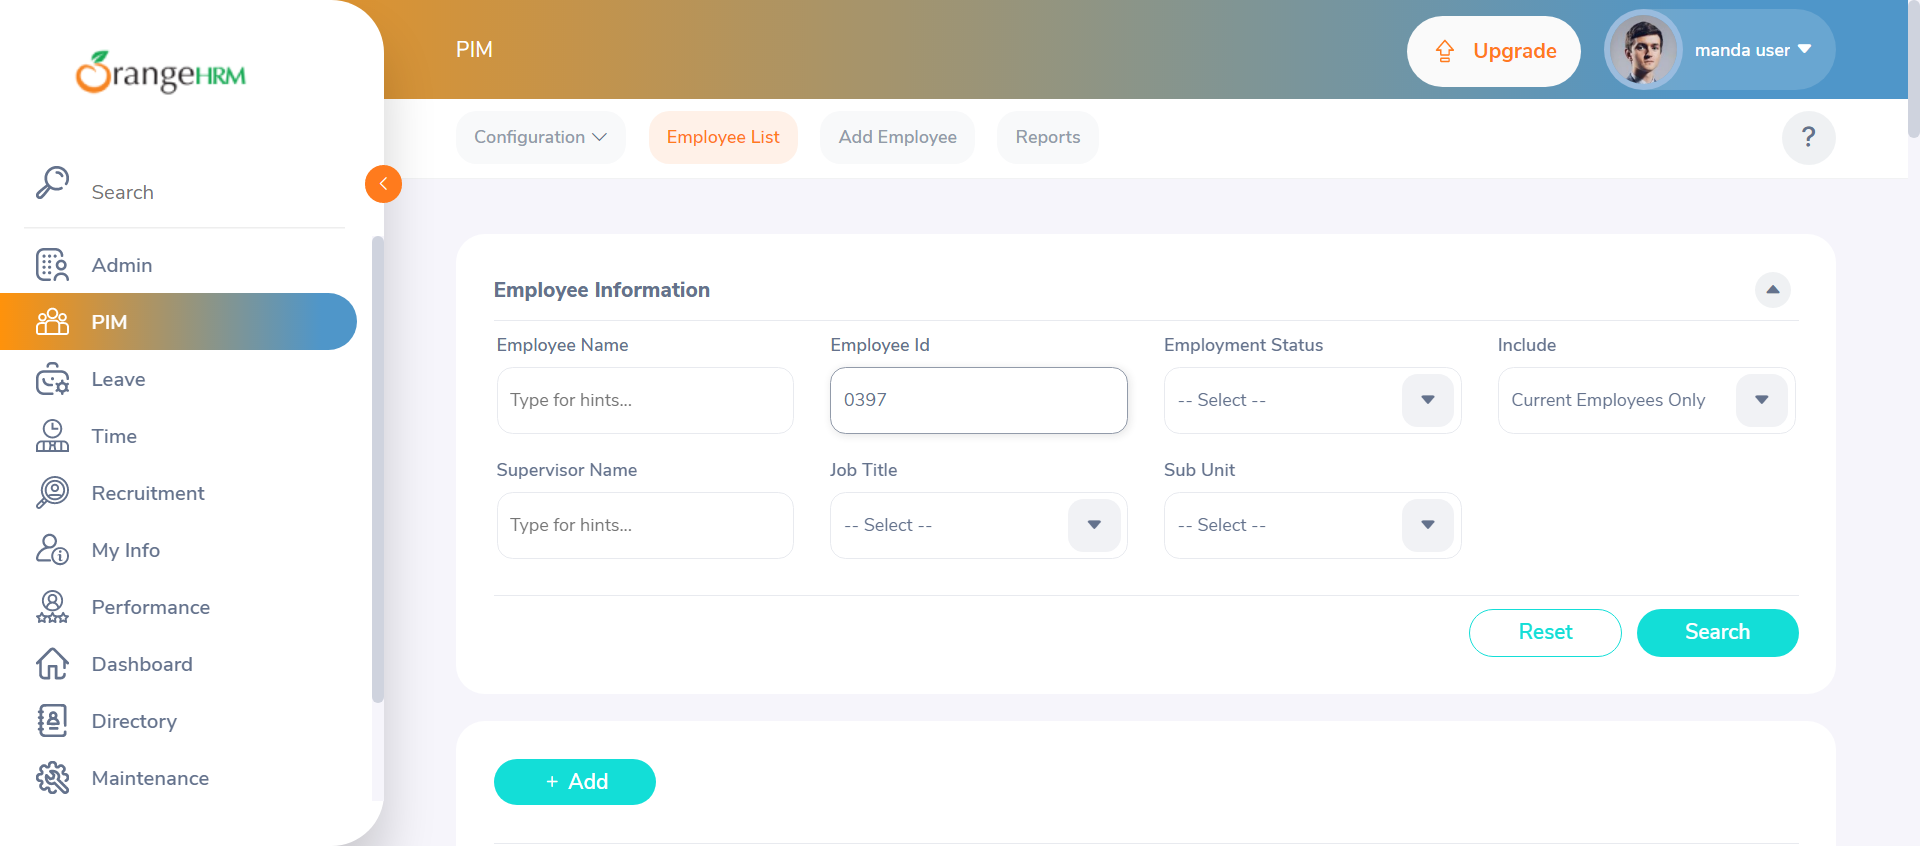 OrangeHRM
Search
Admin
PIM
Leave
Time
Recruitment
My Info
Performance
Dashboard
Directory
Maintenance
PIM
Upgrade
manda user
Configuration
Employee List
Add Employee
Reports
?
Employee Information
Employee Name
Employee Id
Employment Status
Include
Type for hints...
0397
-- Select --
Current Employees Only
Supervisor Name
Job Title
Sub Unit
Type for hints...
-- Select --
-- Select --
Reset
Search
+ Add